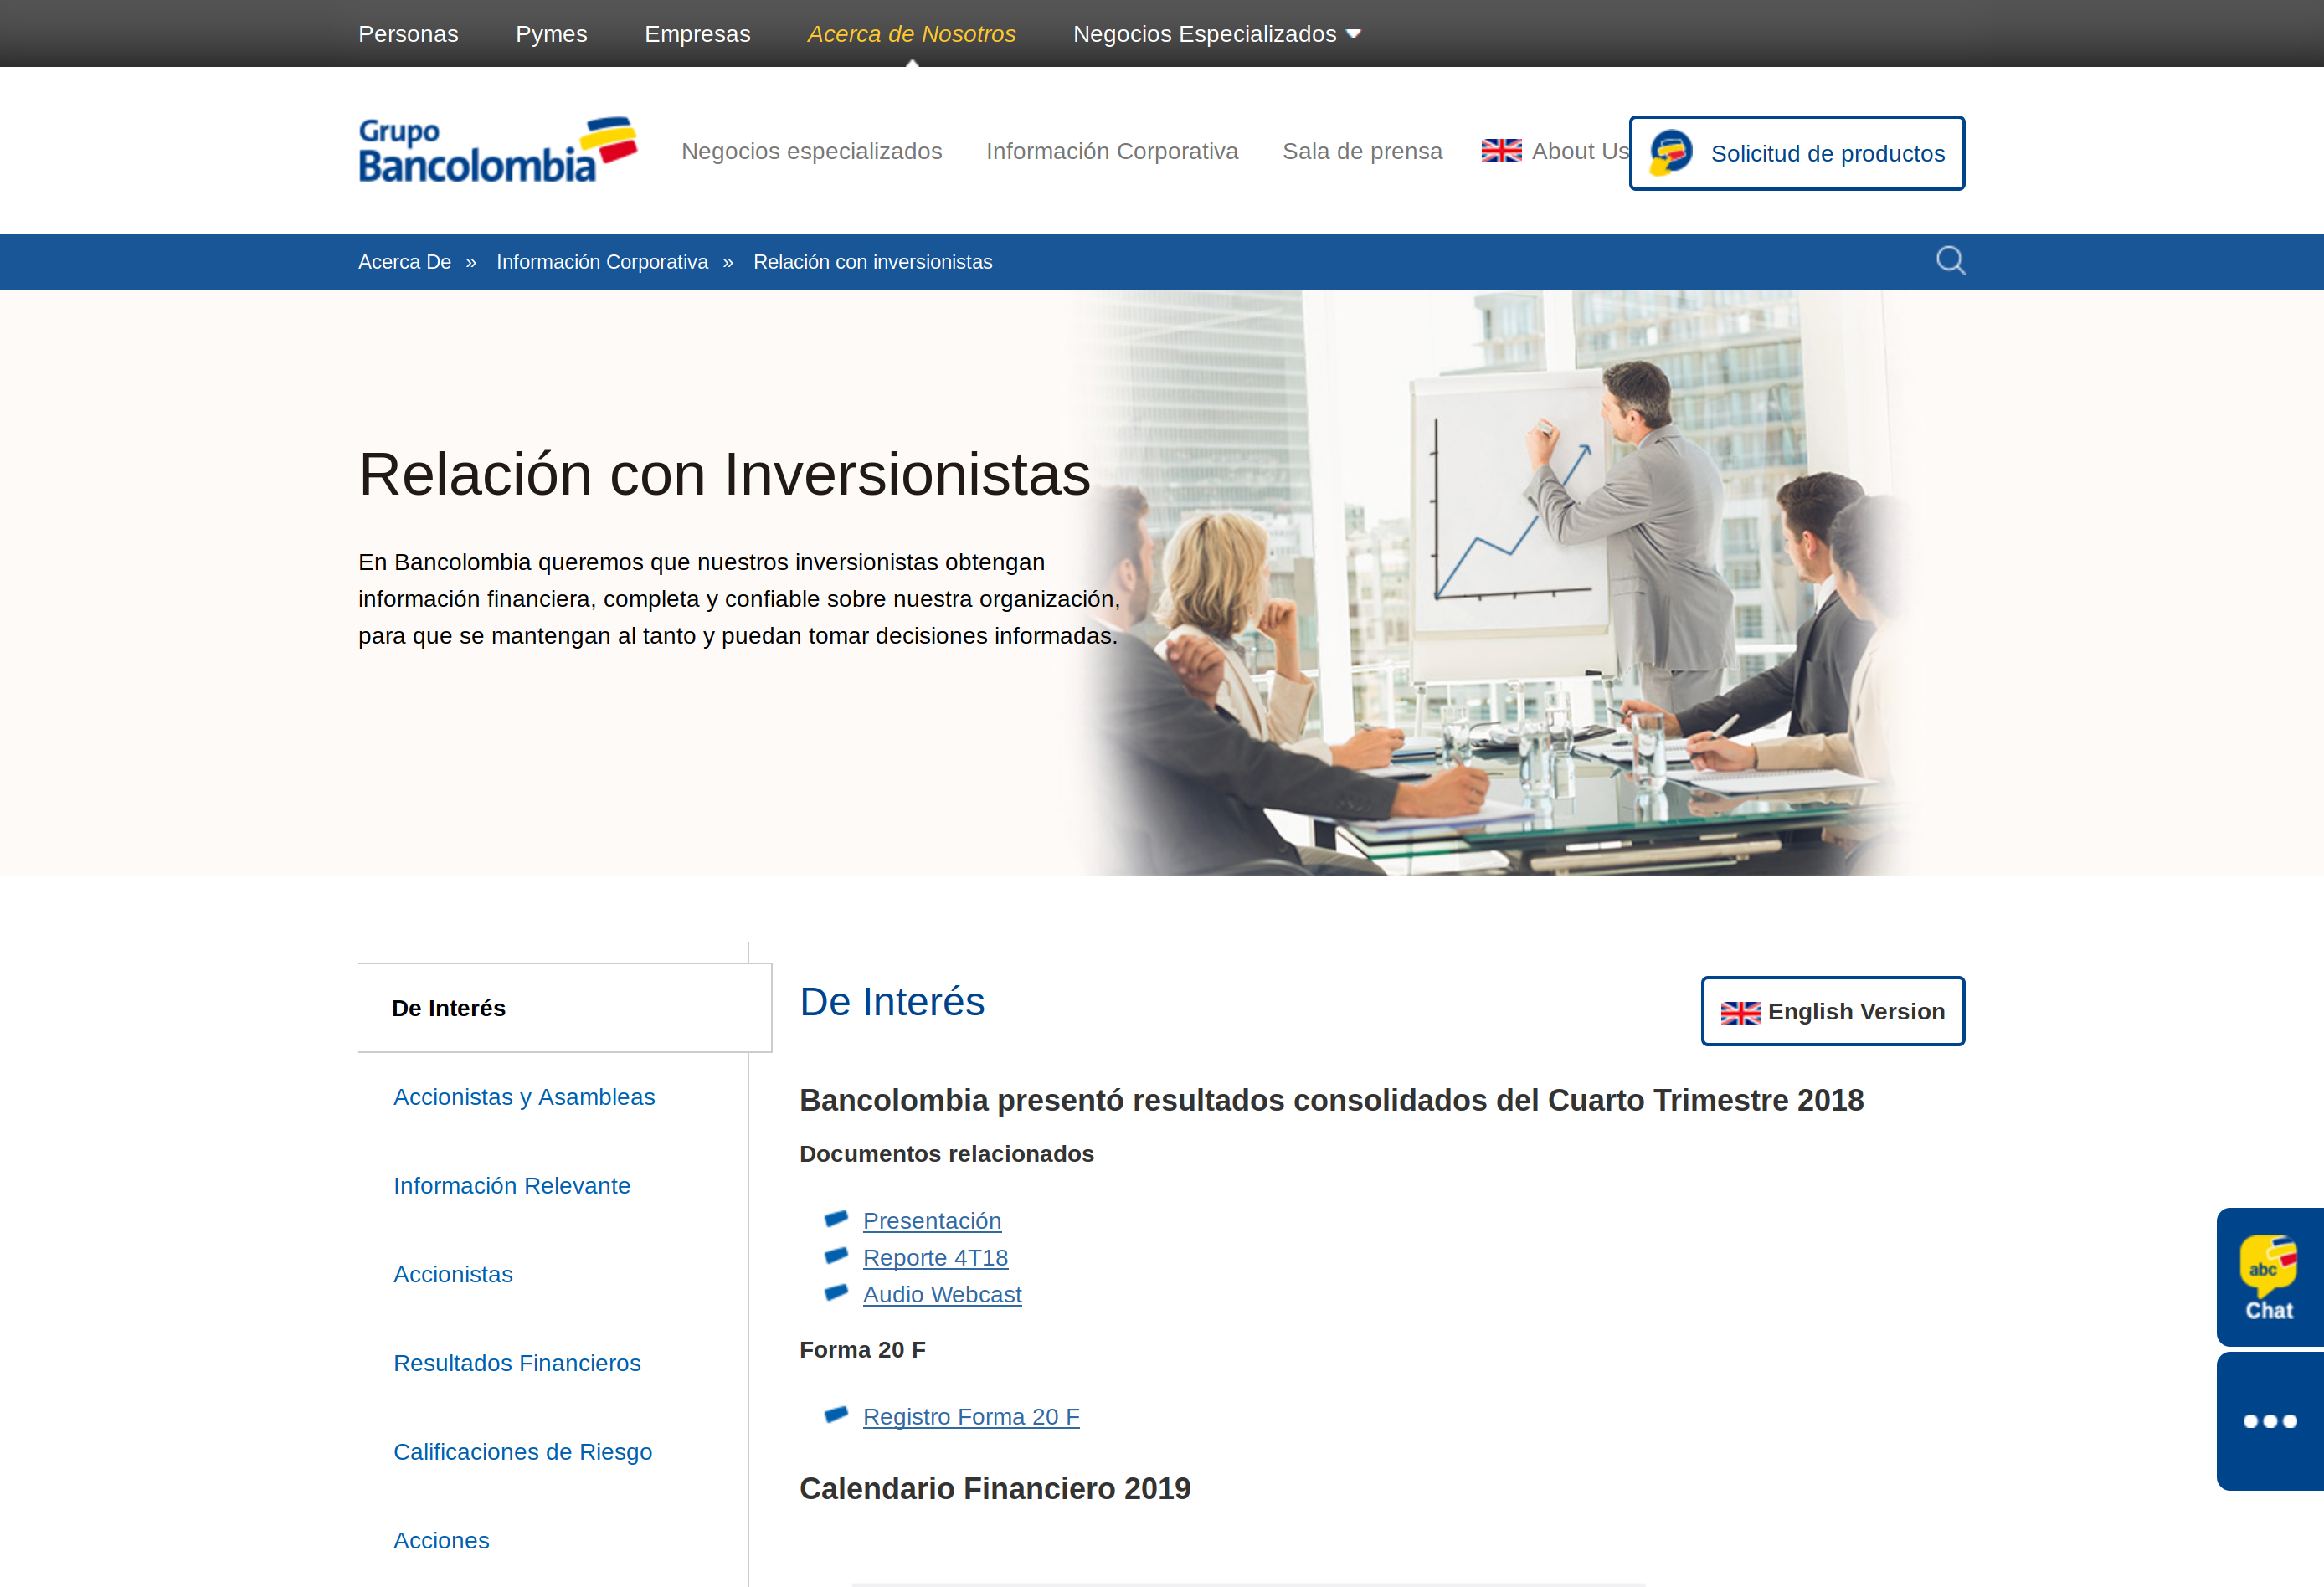 Personas Pymes Empresas Acerca de Nosotros Negocios Especializados
Grupo
Bancolombia
Negocios especializados Información Corporativa Sala de prensa About Us Solicitud de productos
Acerca De » Información Corporativa » Relación con inversionistas
Relación con Inversionistas
En Bancolombia queremos que nuestros inversionistas obtengan
información financiera, completa y confiable sobre nuestra organización,
para que se mantengan al tanto y puedan tomar decisiones informadas.
De Interés
Accionistas y Asambleas
Información Relevante
Accionistas
Resultados Financieros
Calificaciones de Riesgo
Acciones
De Interés
English Version
Bancolombia presentó resultados consolidados del Cuarto Trimestre 2018
Documentos relacionados
Presentación
Reporte 4T18
Audio Webcast
Forma 20 F
Registro Forma 20 F
Calendario Financiero 2019
abc
Chat